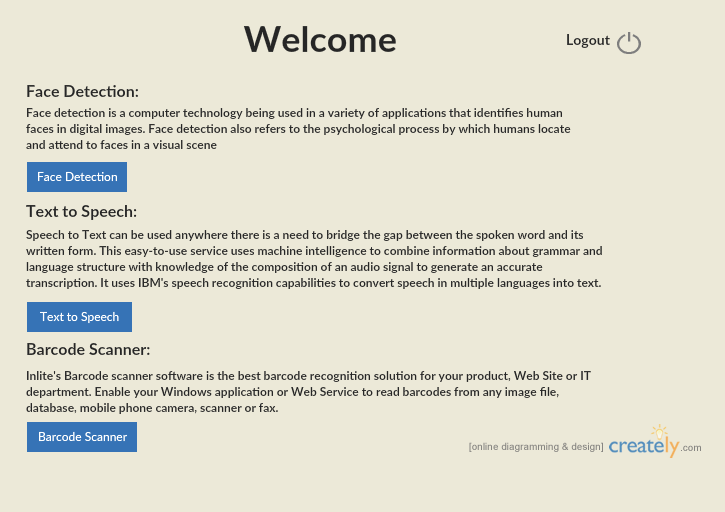 Welcome
Logout
Face Detection:
Face detection is a computer technology being used in a variety of applications that identifies human
faces in digital images. Face detection also refers to the psychological process by which humans locate
and attend to faces in a visual scene
Face Detection
Text to Speech:
Speech to Text can be used anywhere there is a need to bridge the gap between the spoken word and its
written form. This easy-to-use service uses machine intelligence to combine information about grammar and
language structure with knowledge of the composition of an audio signal to generate an accurate
transcription. It uses IBM's speech recognition capabilities to convert speech in multiple languages into text.
Text to Speech
Barcode Scanner:
Inlite's Barcode scanner software is the best barcode recognition solution for your product, Web Site or IT
department. Enable your Windows application or Web Service to read barcodes from any image file,
database, mobile phone camera, scanner or fax.
Barcode Scanner
[online diagramming & design] creately.com